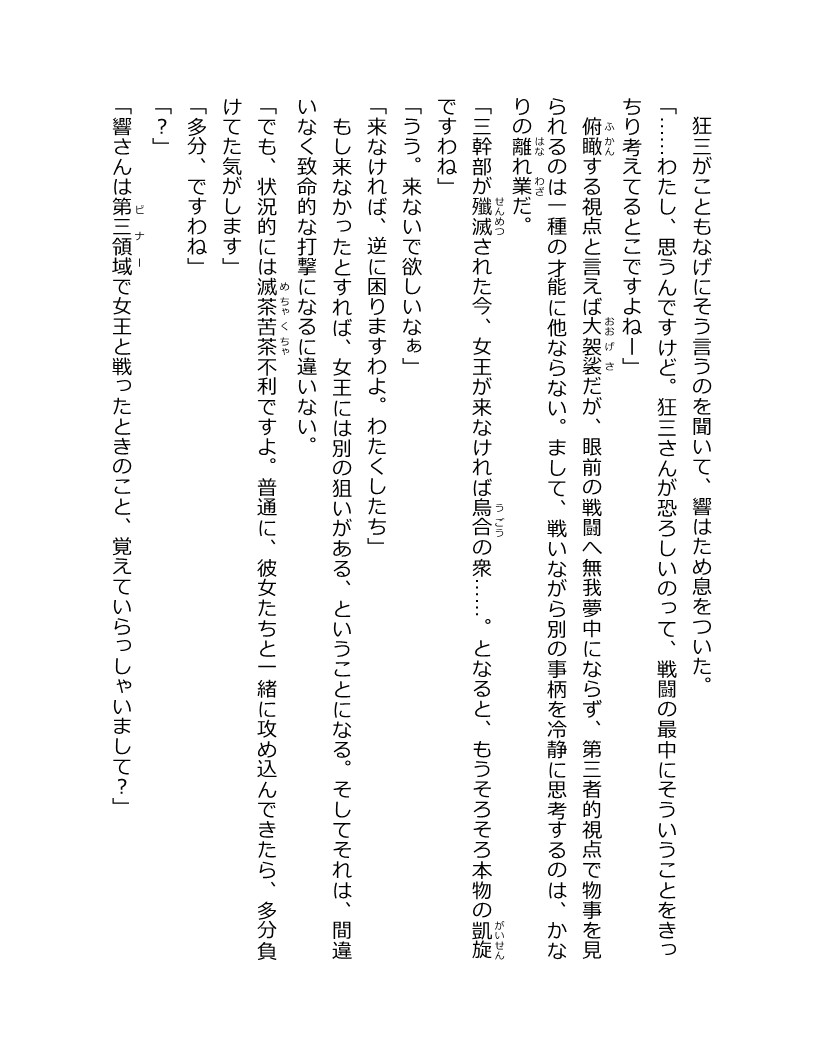 狂三がこともなげにそう言うのを聞いて、響はため息をついた。
「……わたし、思うんですけど。狂三さんが恐ろしいのって、戦闘の最中にそういうことをきっ
ちり考えてるとこですよねー」
俯瞰する視点と言えば大袈裟だが、眼前の戦闘へ無我夢中にならず、第三者的視点で物事を見
られるのは一種の才能に他ならない。まして、戦いながら別の事柄を冷静に思考するのは、かな
りの離れ業だ。
「三幹部が殲滅された今、女王が来なければ烏合の衆……。となると、もうそろそろ本物の凱旋
ですわね」
「うう。来ないで欲しいなぁ」
「来なければ、逆に困りますわよ。わたくしたち」
もし来なかったとすれば、女王には別の狙いがある、ということになる。そしてそれは、間違
いなく致命的な打撃になるに違いない。
「でも、状況的には滅茶苦茶不利ですよ。普通に、彼女たちと一緒に攻め込んできたら、多分負
けてた気がします」
「多分、ですわね」
「？」
「響さんは第三領域で女王と戦ったときのこと、覚えていらっしゃいまして？」